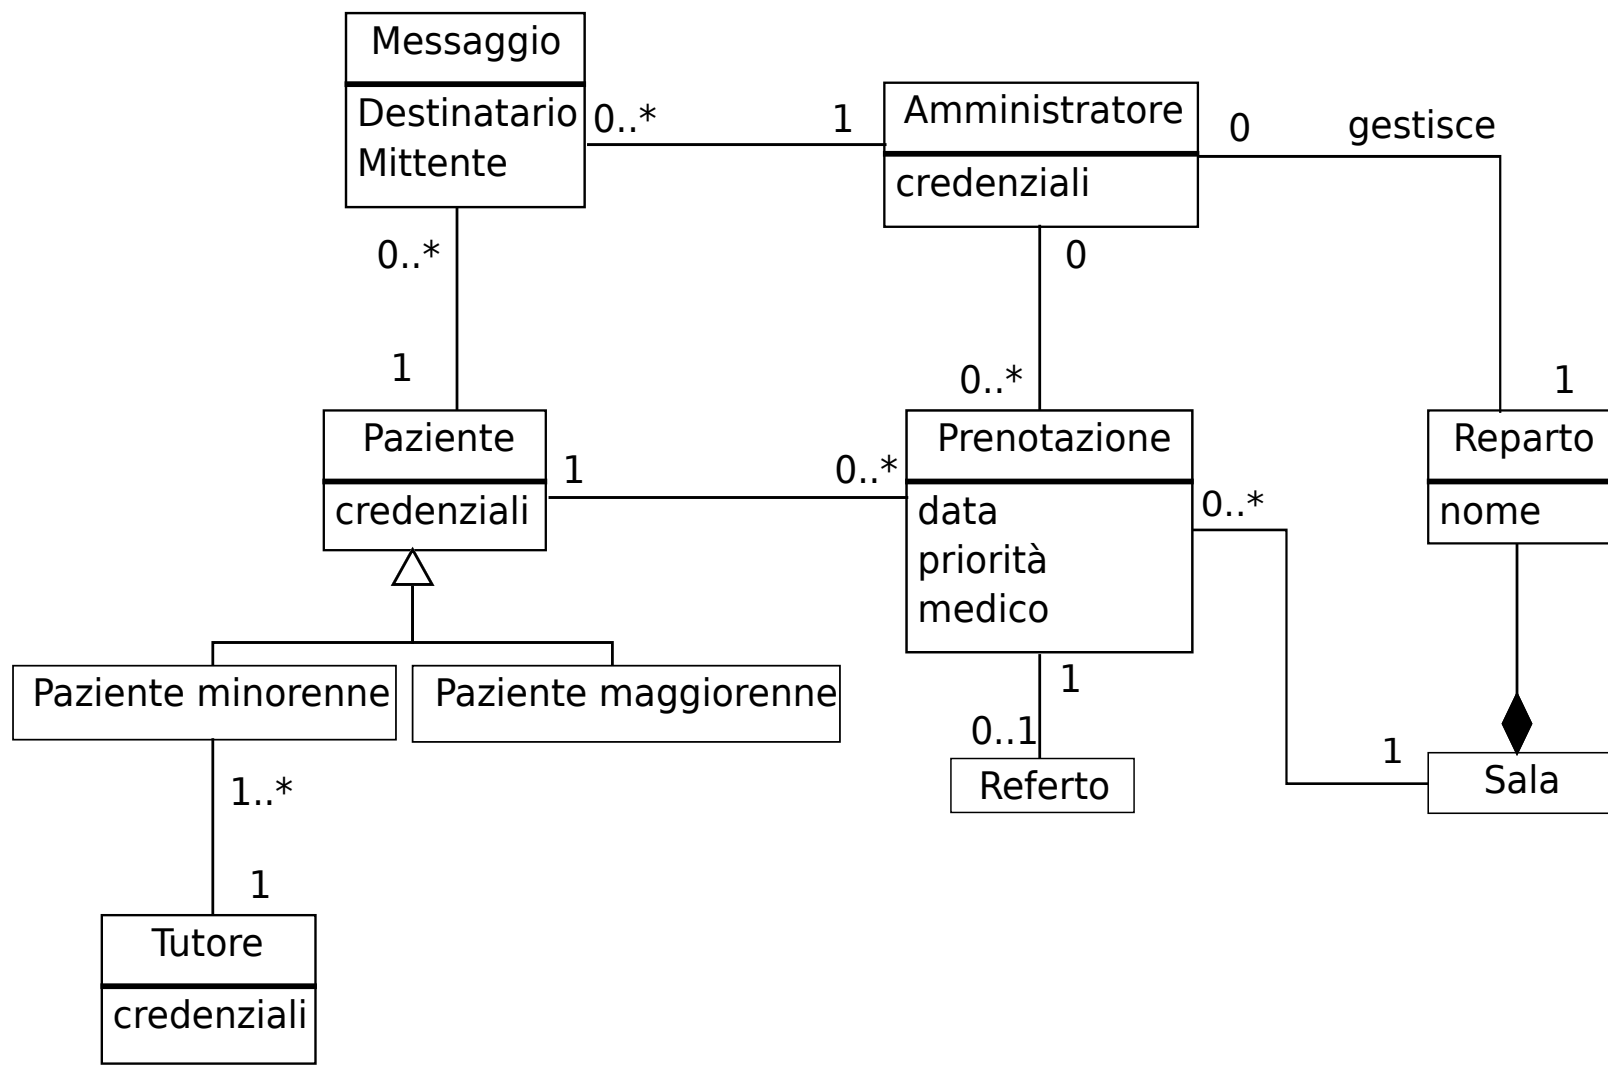 Messaggio
Destinatario
Mittente
0..*
1
Amministratore
credenziali
0
gestisce
0..*
0
1
0..*
1
Paziente
credenziali
1
0..*
Prenotazione
data
priorità
medico
0..*
Reparto
nome
Paziente minorenne
Paziente maggiorenne
1
0..1
Referto
1
Sala
1..*
1
Tutore
credenziali